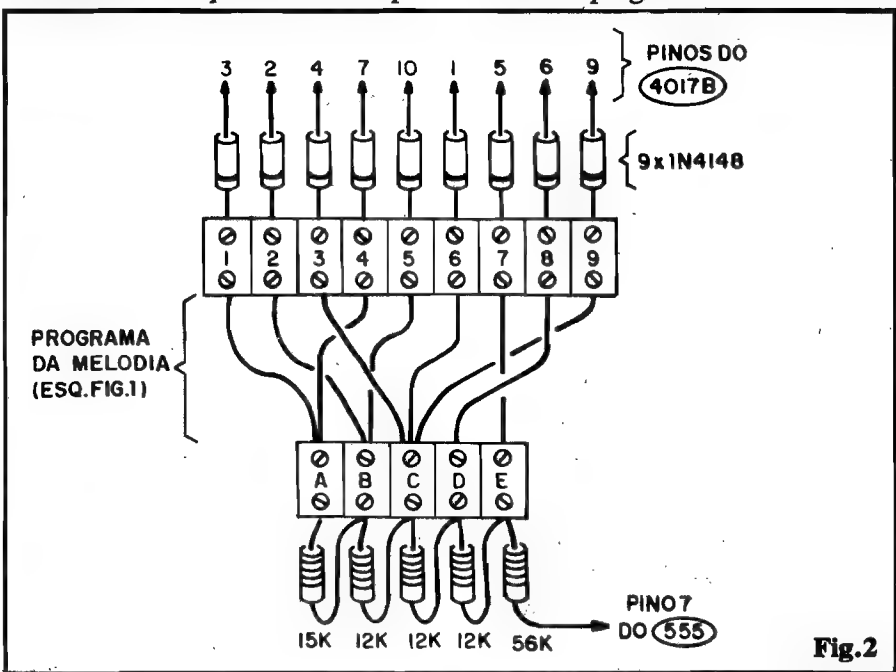 3 2 4 7 10 1 5 6 9
PINOS DO
4017B
9x1N4148
1 2 3 4 5 6 7 8 9
PROGRAMA
DA MELODIA
(ESQ.FIG.1)
A B C D E
15K 12K 12K 12K 56K
PINO 7
DO 555
Fig.2